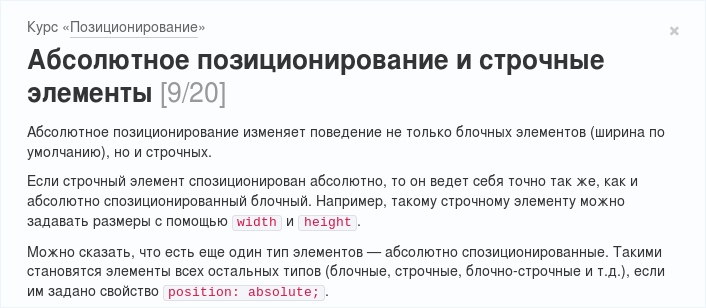 Курс «Позиционирование»
×
Абсолютное позиционирование и строчные
элементы [9/20]
Абсолютное позиционирование изменяет поведение не только блочных элементов (ширина по
умолчанию), но и строчных.
Если строчный элемент спозиционирован абсолютно, то он ведет себя точно так же, как и
абсолютно спозиционированный блочный. Например, такому строчному элементу можно
задавать размеры с помощью width и height.
Можно сказать, что есть еще один тип элементов — абсолютно спозиционированные. Такими
становятся элементы всех остальных типов (блочные, строчные, блочно-строчные и т.д.), если
им задано свойство position: absolute;.